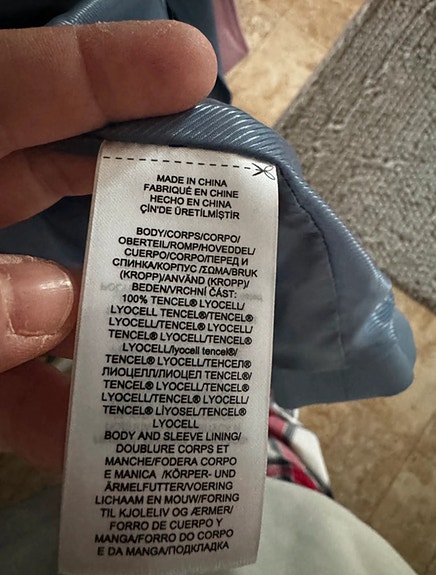 MADE IN CHINA
FABRIQUÉ EN CHINE
HECHO EN CHINA
ÇİN'DE ÜRETİLMİŞTİR
BODY/CORPS/CORPO/
OBERTEIL/ROMP/HOVEDDEL/
CUERPO/CORPO/ПЕРЕД И
СПИНКА/КОРПУС /ΣΩΜΑ/BRUK
(KROPP)/ANVÄND (KROPP)/
BEDEN/VRCHNÍ ČÁST:
100% TENCEL® LYOCELL/
LYOCELL TENCEL®/TENCEL®
LYOCELL/TENCEL® LYOCELL/
TENCEL® LYOCELL/TENCEL®
LYOCELL/lyocell tencel®/
TENCEL® LYOCELL/ТЕНСЕЛ®
ЛИОЦЕЛЛ/ЛИОЦЕЛ TENCEL®/
TENCEL® LYOCELL/TENCEL®
LYOCELL/TENCEL® LYOCELL/
TENCEL® LİYOSEL/TENCEL®
LYOCELL
BODY AND SLEEVE LINING/
DOUBLURE CORPS ET
MANCHE/FODERA CORPO
E MANICA /KÖRPER- UND
ÄRMELFUTTER/VOERING
LICHAAM EN MOUW/FORING
TIL KJOLELIV OG ÆRMER/
FORRO DE CUERPO Y
MANGA/FORRO DO CORPO
E DA MANGA/ПОДКЛАДКА